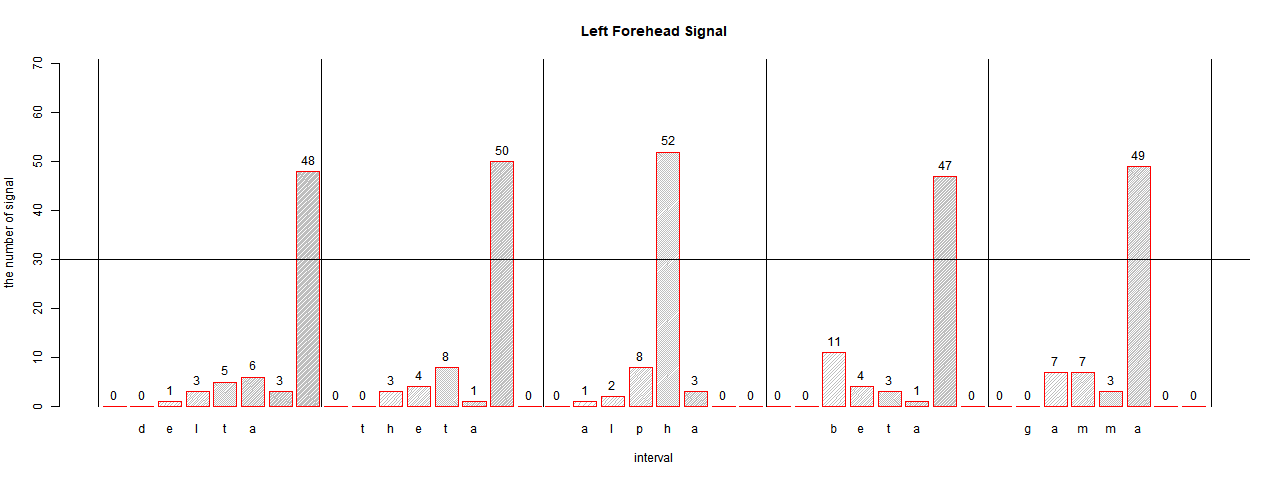 Left Forehead Signal
the number of signal
70
60
50
40
30
20
10
0
0 0 1 3 5 6 3 48 0 0 3 4 8 1 50 0 0 1 2 8 52 3 0 0 0 0 11 4 3 1 47 0 0 0 7 7 3 49 0 0
d e l t a t h e t a a l p h a b e t a g a m m a
interval